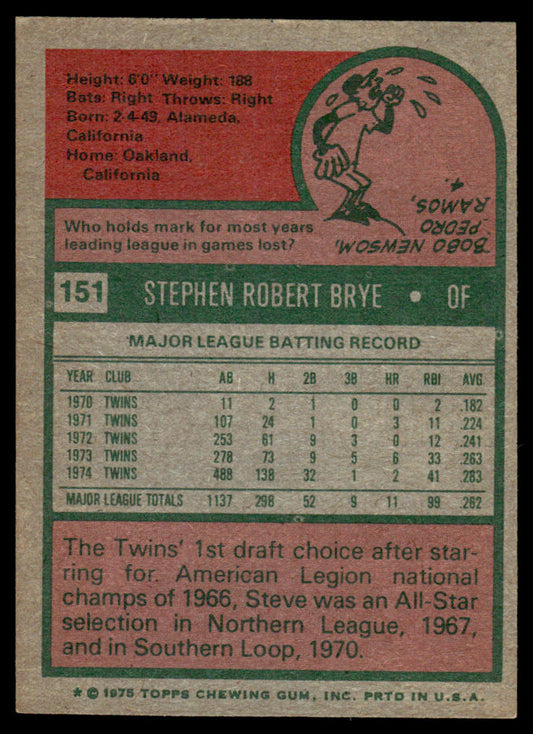 Height: 6'0" Weight: 188
Bats: Right Throws: Right
Born: 2-4-49, Alameda,
California
Home: Oakland,
California
Who holds mark for most years
leading league in games lost?
BOBO NEWSOM,
PEDRO
RAMOS,
4.
151 STEPHEN ROBERT BRYE • OF
MAJOR LEAGUE BATTING RECORD
YEAR CLUB AB H 2B 3B HR RBI AVG
1970 TWINS 11 2 1 0 0 2 .182
1971 TWINS 107 24 1 0 3 11 .224
1972 TWINS 253 61 9 3 0 12 .241
1973 TWINS 278 73 9 5 6 33 .263
1974 TWINS 488 138 32 1 2 41 .283
MAJOR LEAGUE TOTALS 1137 298 52 9 11 99 .262
The Twins' 1st draft choice after star-
ring for American Legion national
champs of 1966, Steve was an All-Star
selection in Northern League, 1967,
and in Southern Loop, 1970.
* © 1975 TOPPS CHEWING GUM, INC. PRTD IN U.S.A.